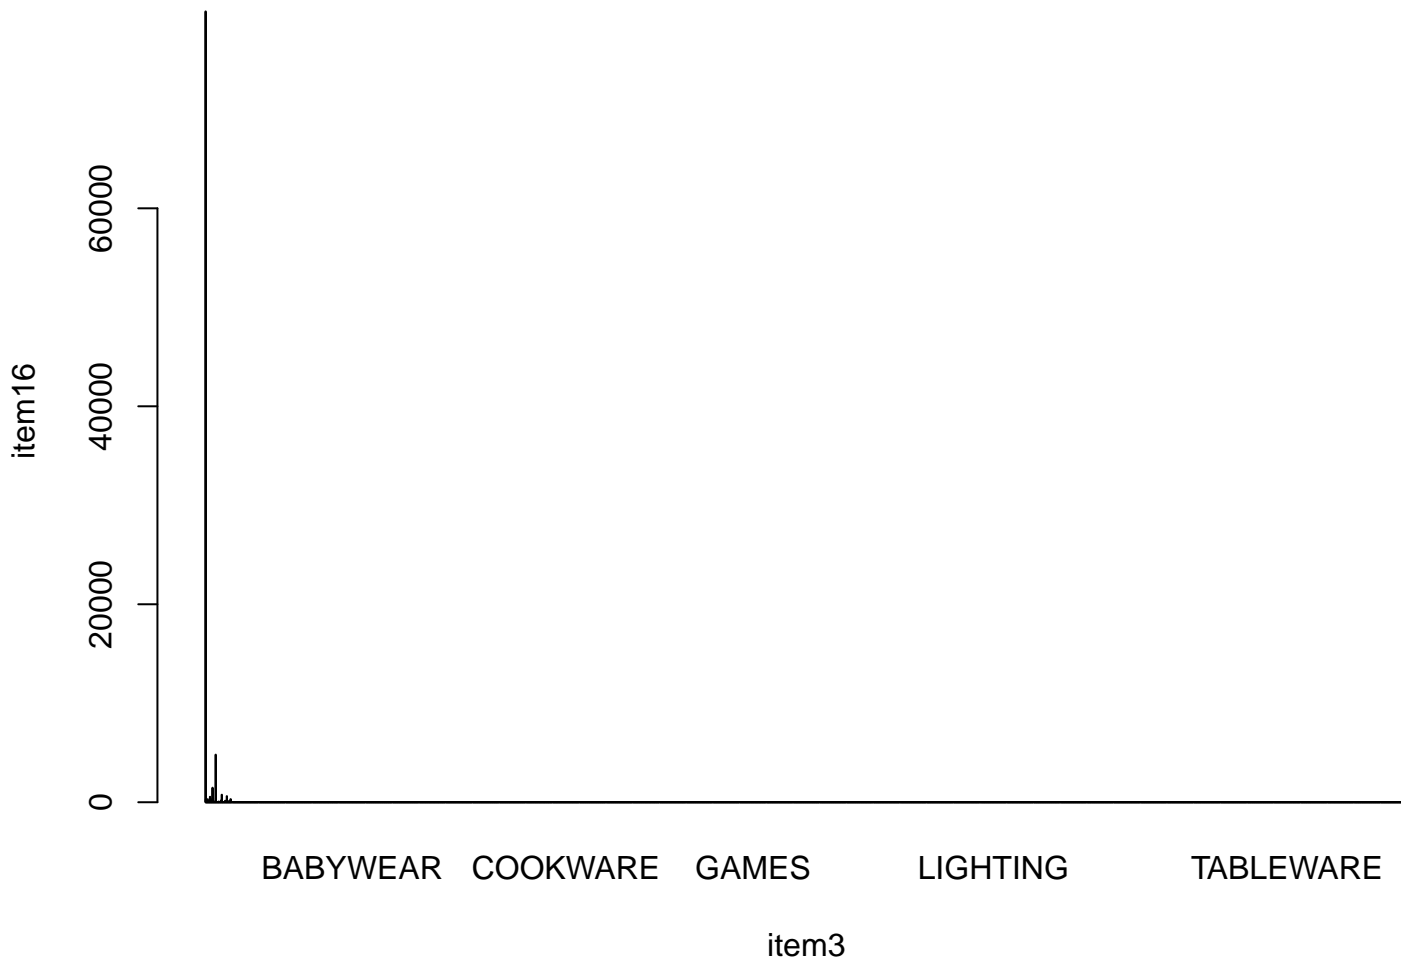 item16
60000
40000
20000
0
BABYWEAR COOKWARE GAMES LIGHTING TABLEWARE
item3